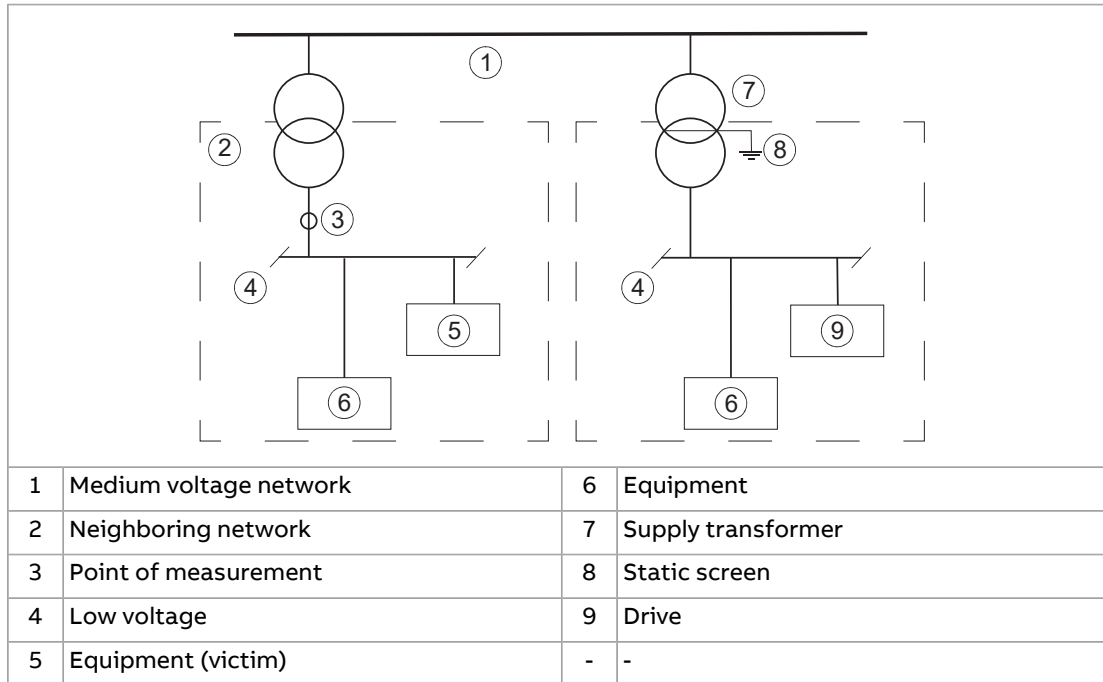 1
7
2
8
3
4
4
5
9
6
6
1 Medium voltage network 6 Equipment
2 Neighboring network 7 Supply transformer
3 Point of measurement 8 Static screen
4 Low voltage 9 Drive
5 Equipment (victim) - -